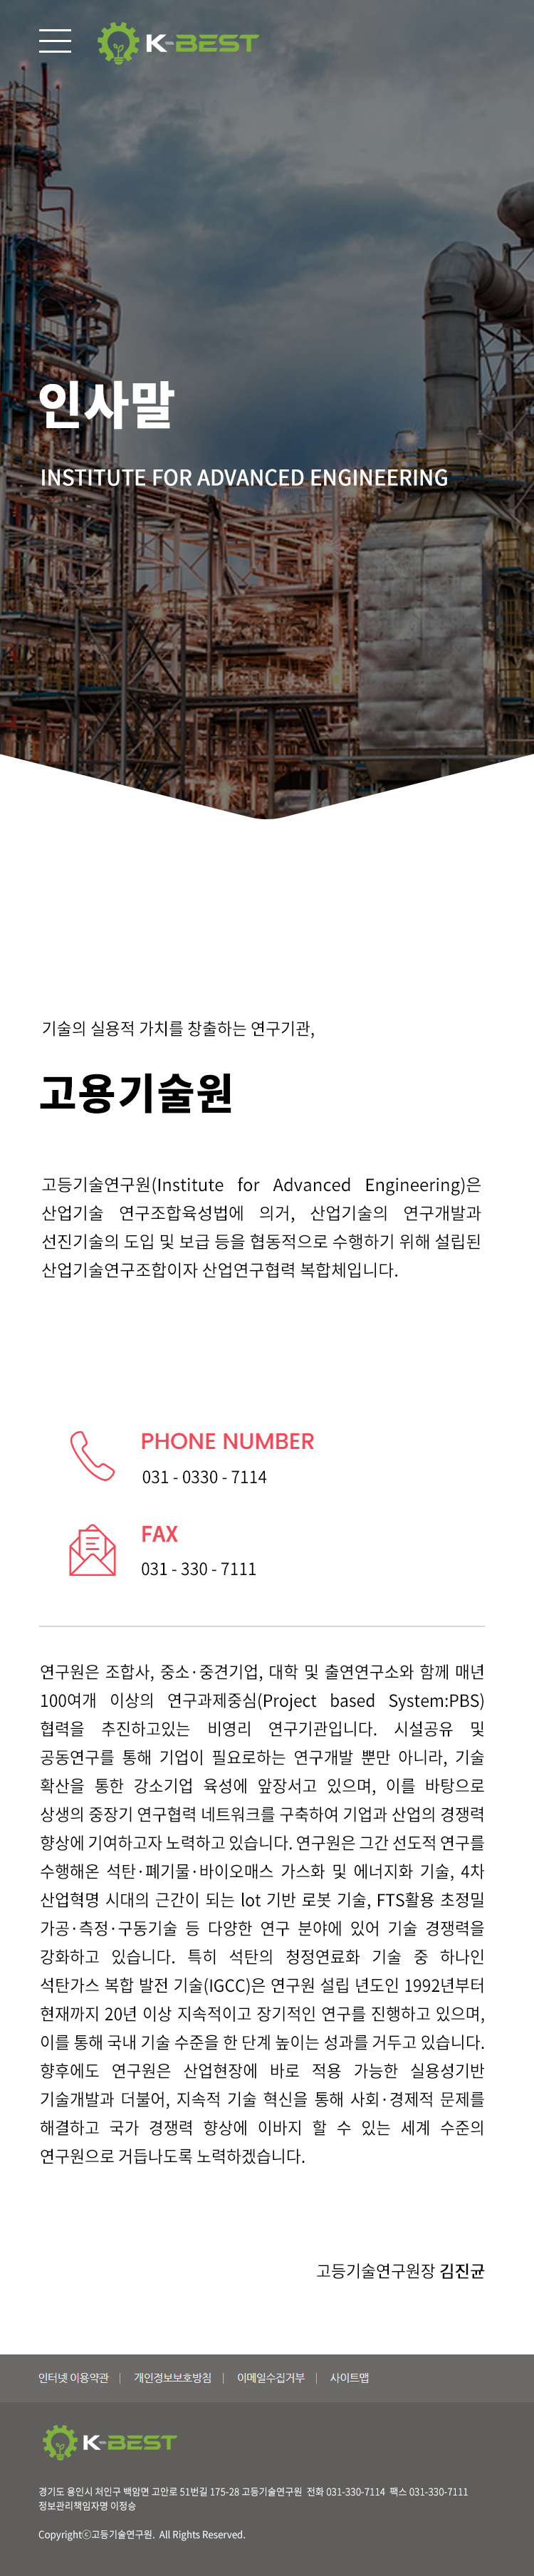 K-BEST
인사말
INSTITUTE FOR ADVANCED ENGINEERING
기술의 실용적 가치를 창출하는 연구기관,
고용기술원
고등기술연구원(Institute for Advanced Engineering)은
산업기술 연구조합육성법에 의거, 산업기술의 연구개발과
선진기술의 도입 및 보급 등을 협동적으로 수행하기 위해 설립된
산업기술연구조합이자 산업연구협력 복합체입니다.
PHONE NUMBER
031 - 0330 - 7114
FAX
031 - 330 - 7111
연구원은 조합사, 중소·중견기업, 대학 및 출연연구소와 함께 매년
100여개 이상의 연구과제중심(Project based System:PBS)
협력을 추진하고있는 비영리 연구기관입니다. 시설공유 및
공동연구를 통해 기업이 필요로하는 연구개발 뿐만 아니라, 기술
확산을 통한 강소기업 육성에 앞장서고 있으며, 이를 바탕으로
상생의 중장기 연구협력 네트워크를 구축하여 기업과 산업의 경쟁력
향상에 기여하고자 노력하고 있습니다. 연구원은 그간 선도적 연구를
수행해온 석탄·폐기물·바이오매스 가스화 및 에너지화 기술, 4차
산업혁명 시대의 근간이 되는 lot 기반 로봇 기술, FTS활용 초정밀
가공·측정·구동기술 등 다양한 연구 분야에 있어 기술 경쟁력을
강화하고 있습니다. 특히 석탄의 청정연료화 기술 중 하나인
석탄가스 복합 발전 기술(IGCC)은 연구원 설립 년도인 1992년부터
현재까지 20년 이상 지속적이고 장기적인 연구를 진행하고 있으며,
이를 통해 국내 기술 수준을 한 단계 높이는 성과를 거두고 있습니다.
향후에도 연구원은 산업현장에 바로 적용 가능한 실용성기반
기술개발과 더불어, 지속적 기술 혁신을 통해 사회·경제적 문제를
해결하고 국가 경쟁력 향상에 이바지 할 수 있는 세계 수준의
연구원으로 거듭나도록 노력하겠습니다.
고등기술연구원장 김진균
인터넷 이용약관 | 개인정보보호방침 | 이메일수집거부 | 사이트맵
K-BEST
경기도 용인시 처인구 백암면 고안로 51번길 175-28 고등기술연구원 전화 031-330-7114 팩스 031-330-7111
정보관리책임자명 이정승
Copyrightⓒ고등기술연구원. All Rights Reserved.